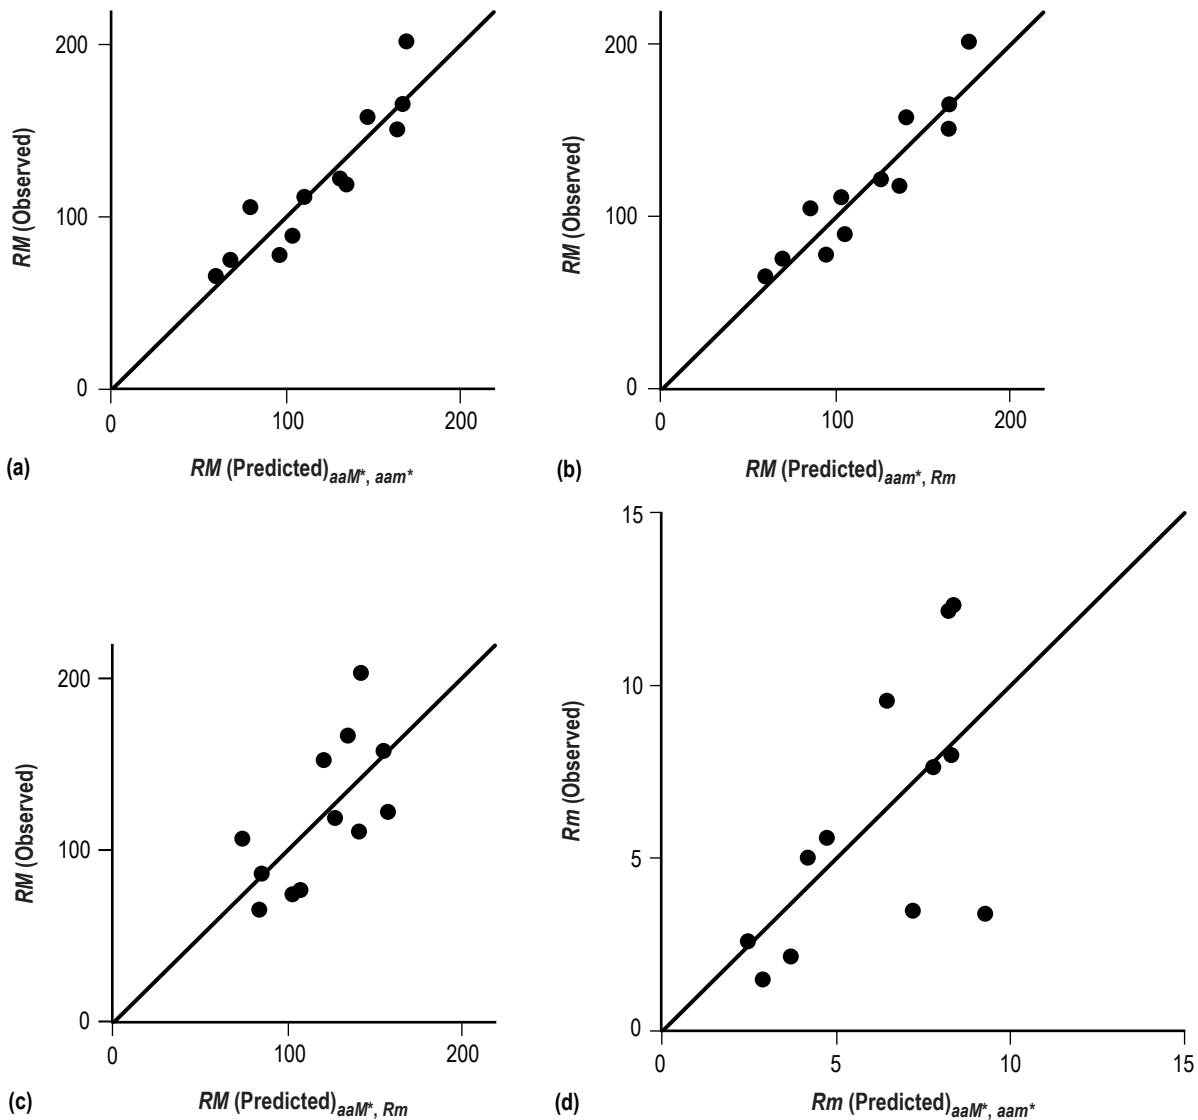 200
100
0
RM (Observed)
0
100
200
(a)
RM (Predicted)aaM*, aam*
200
100
0
RM (Observed)
0
100
200
(b)
RM (Predicted)aam*, Rm
200
100
0
RM (Observed)
0
100
200
(c)
RM (Predicted)aaM*, Rm
15
10
5
0
Rm (Observed)
0
5
10
15
(d)
Rm (Predicted)aaM*, aam*